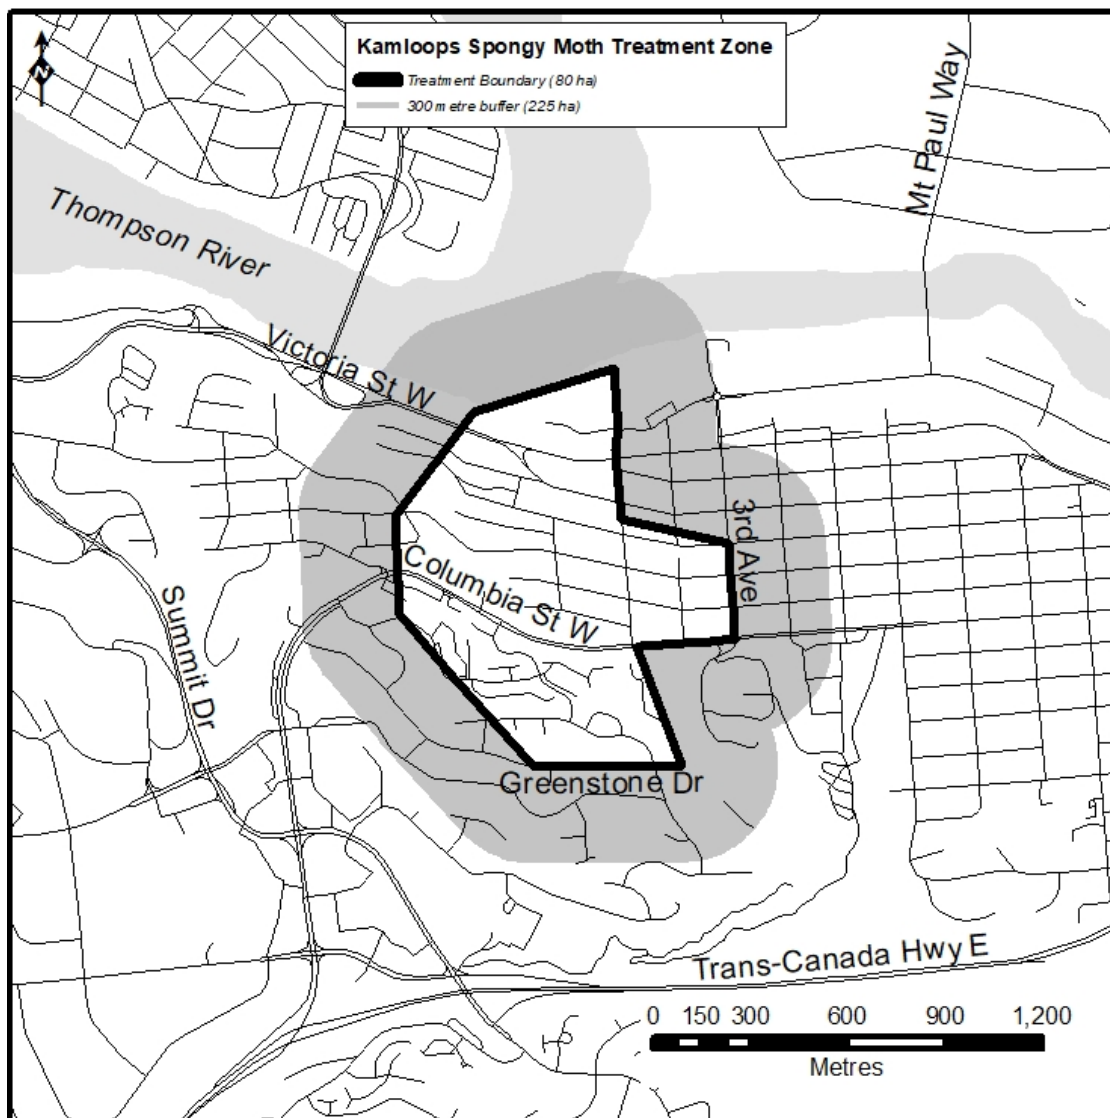 Kamloops Spongy Moth Treatment Zone
Treatment Boundary (80 ha)
300 metre buffer (225 ha)
N
Mt Paul Way
Thompson River
Victoria St W
3rd Ave
Columbia St W
Summit Dr
Greenstone Dr
Trans-Canada Hwy E
0 150 300 600 900 1,200
Metres